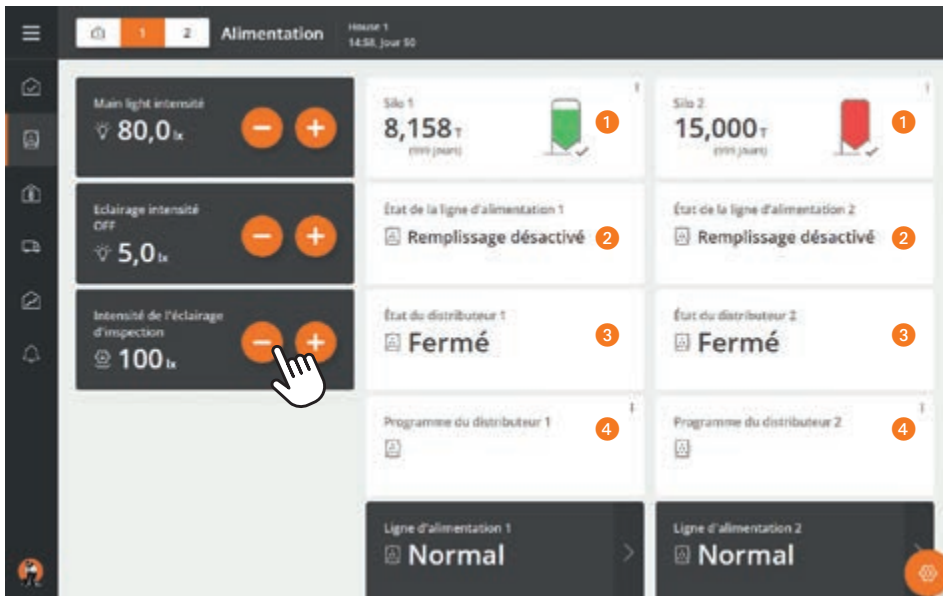 1 2 Alimentation
House 1
14:58, Jour 50
Main light intensité
80,0 lx
Eclairage intensité
OFF
5,0 lx
Intensité de l'éclairage
d'inspection
100 lx
Silo 1
8,158 T
(999 jours)
1
Silo 2
15,000 T
(999 jours)
1
État de la ligne d'alimentation 1
Remplissage désactivé 2
État de la ligne d'alimentation 2
Remplissage désactivé 2
État du distributeur 1
Fermé 3
État du distributeur 2
Fermé 3
Programme du distributeur 1
4
Programme du distributeur 2
4
Ligne d'alimentation 1
Normal
Ligne d'alimentation 2
Normal